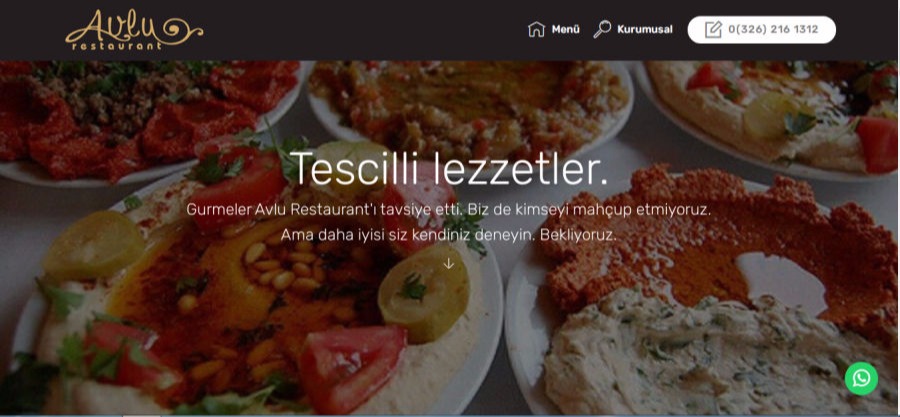 Avlu
restaurant
Menü
Kurumusal
0(326) 216 1312
Tescilli lezzetler.
Gurmeler Avlu Restaurant'ı tavsiye etti. Biz de kimseyi mahçup etmiyoruz.
Ama daha iyisi siz kendiniz deneyin. Bekliyoruz.